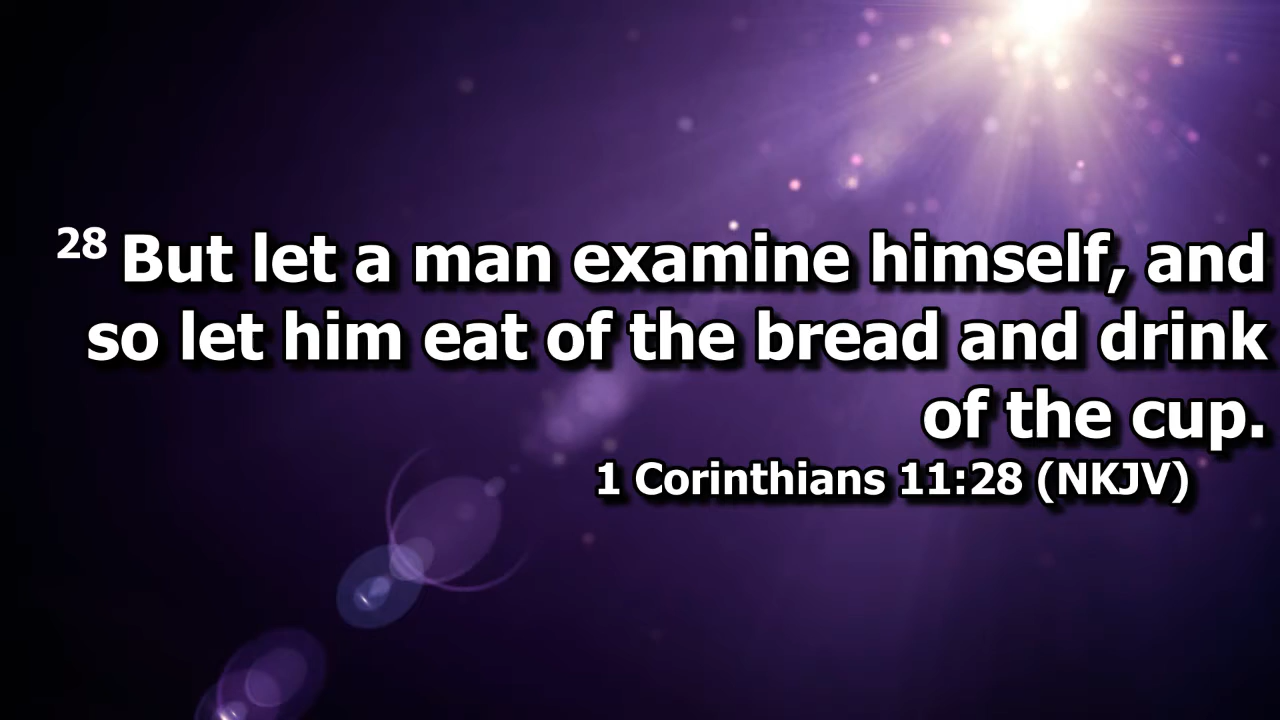 28 But let a man examine himself, and
so let him eat of the bread and drink
of the cup.
1 Corinthians 11:28 (NKJV)